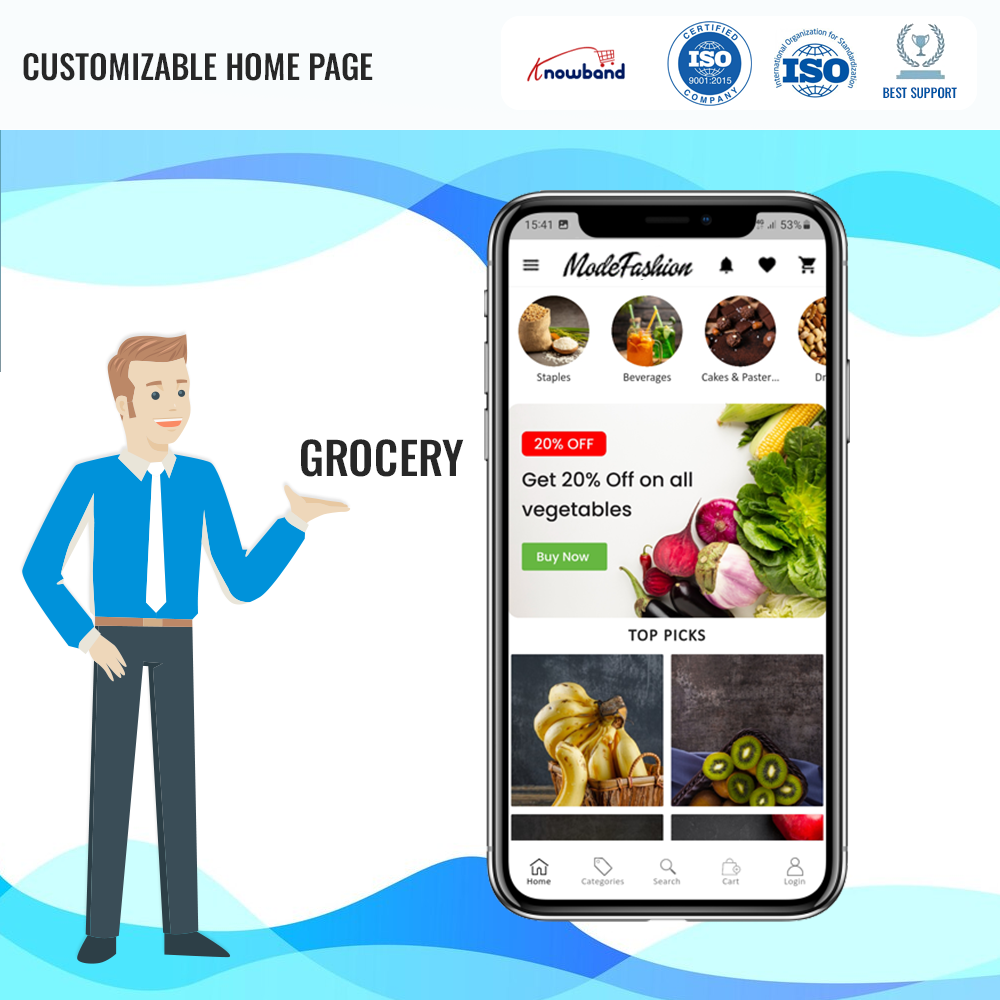 CUSTOMIZABLE HOME PAGE
Knowband
CERTIFIED
ISO
9001:2015
COMPANY
International Organization for Standardization
ISO
BEST SUPPORT
GROCERY
15:41
4G
53%
ModeFashion
Staples
Beverages
Cakes & Paster...
Dr
20% OFF
Get 20% Off on all
vegetables
Buy Now
TOP PICKS
Home
Categories
Search
Cart
Login